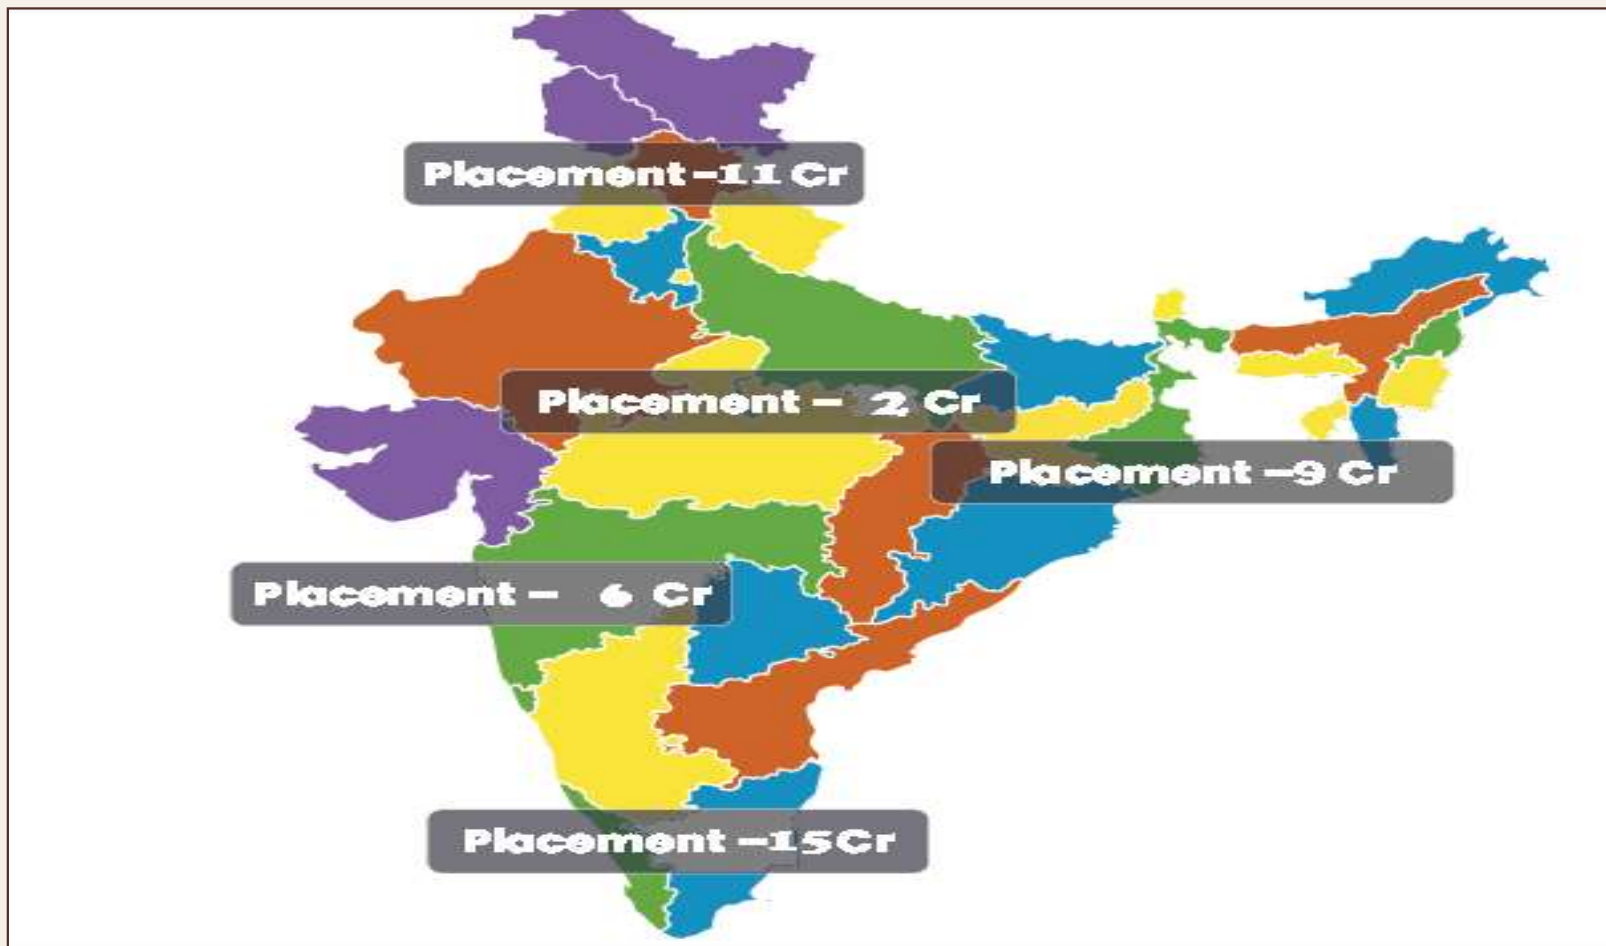 Placement -11 Cr
Placement - 2 Cr
Placement -9 Cr
Placement - 6 Cr
Placement -15Cr